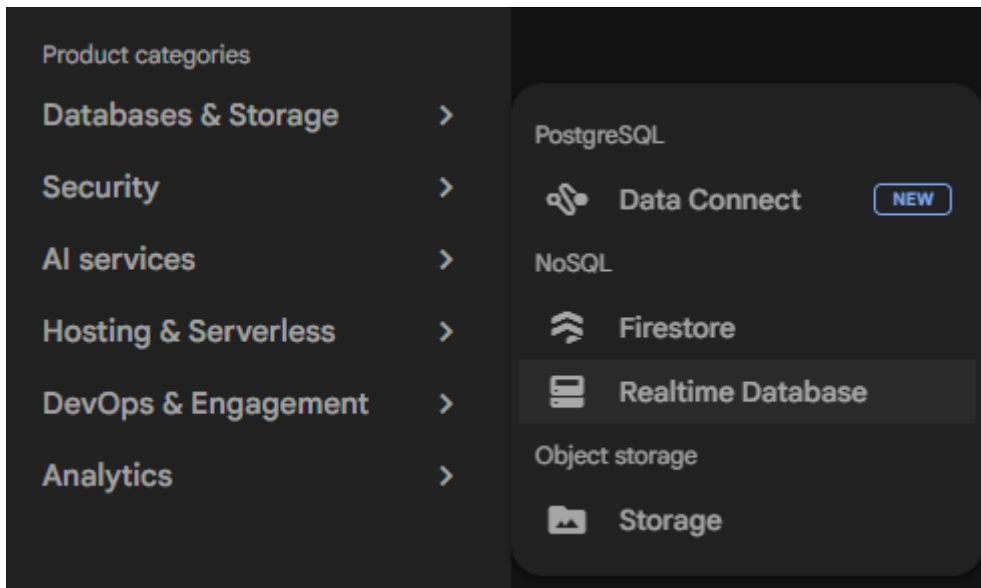 Product categories
Databases & Storage
Security
AI services
Hosting & Serverless
DevOps & Engagement
Analytics
PostgreSQL
Data Connect NEW
NoSQL
Firestore
Realtime Database
Object storage
Storage